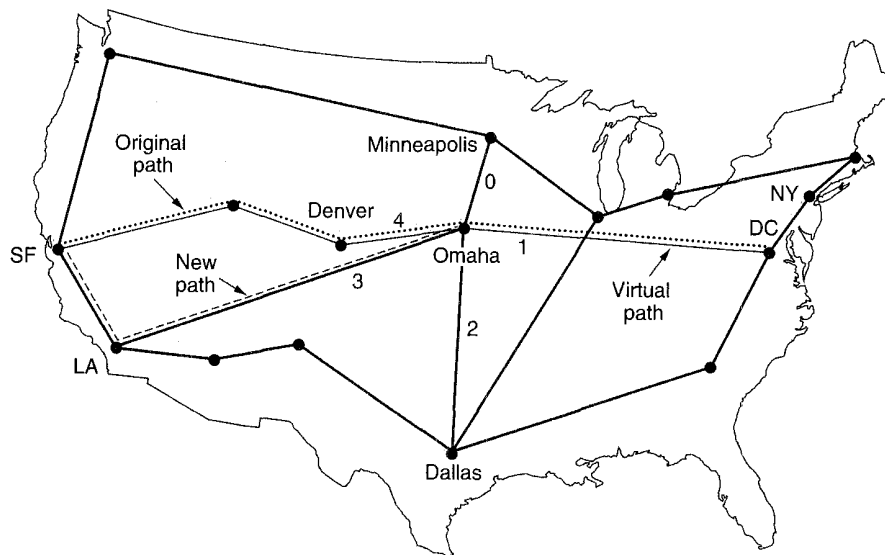 Minneapolis
Original
path
0
NY
Denver
4
DC
SF
Omaha
1
New
path
3
Virtual
path
2
LA
Dallas